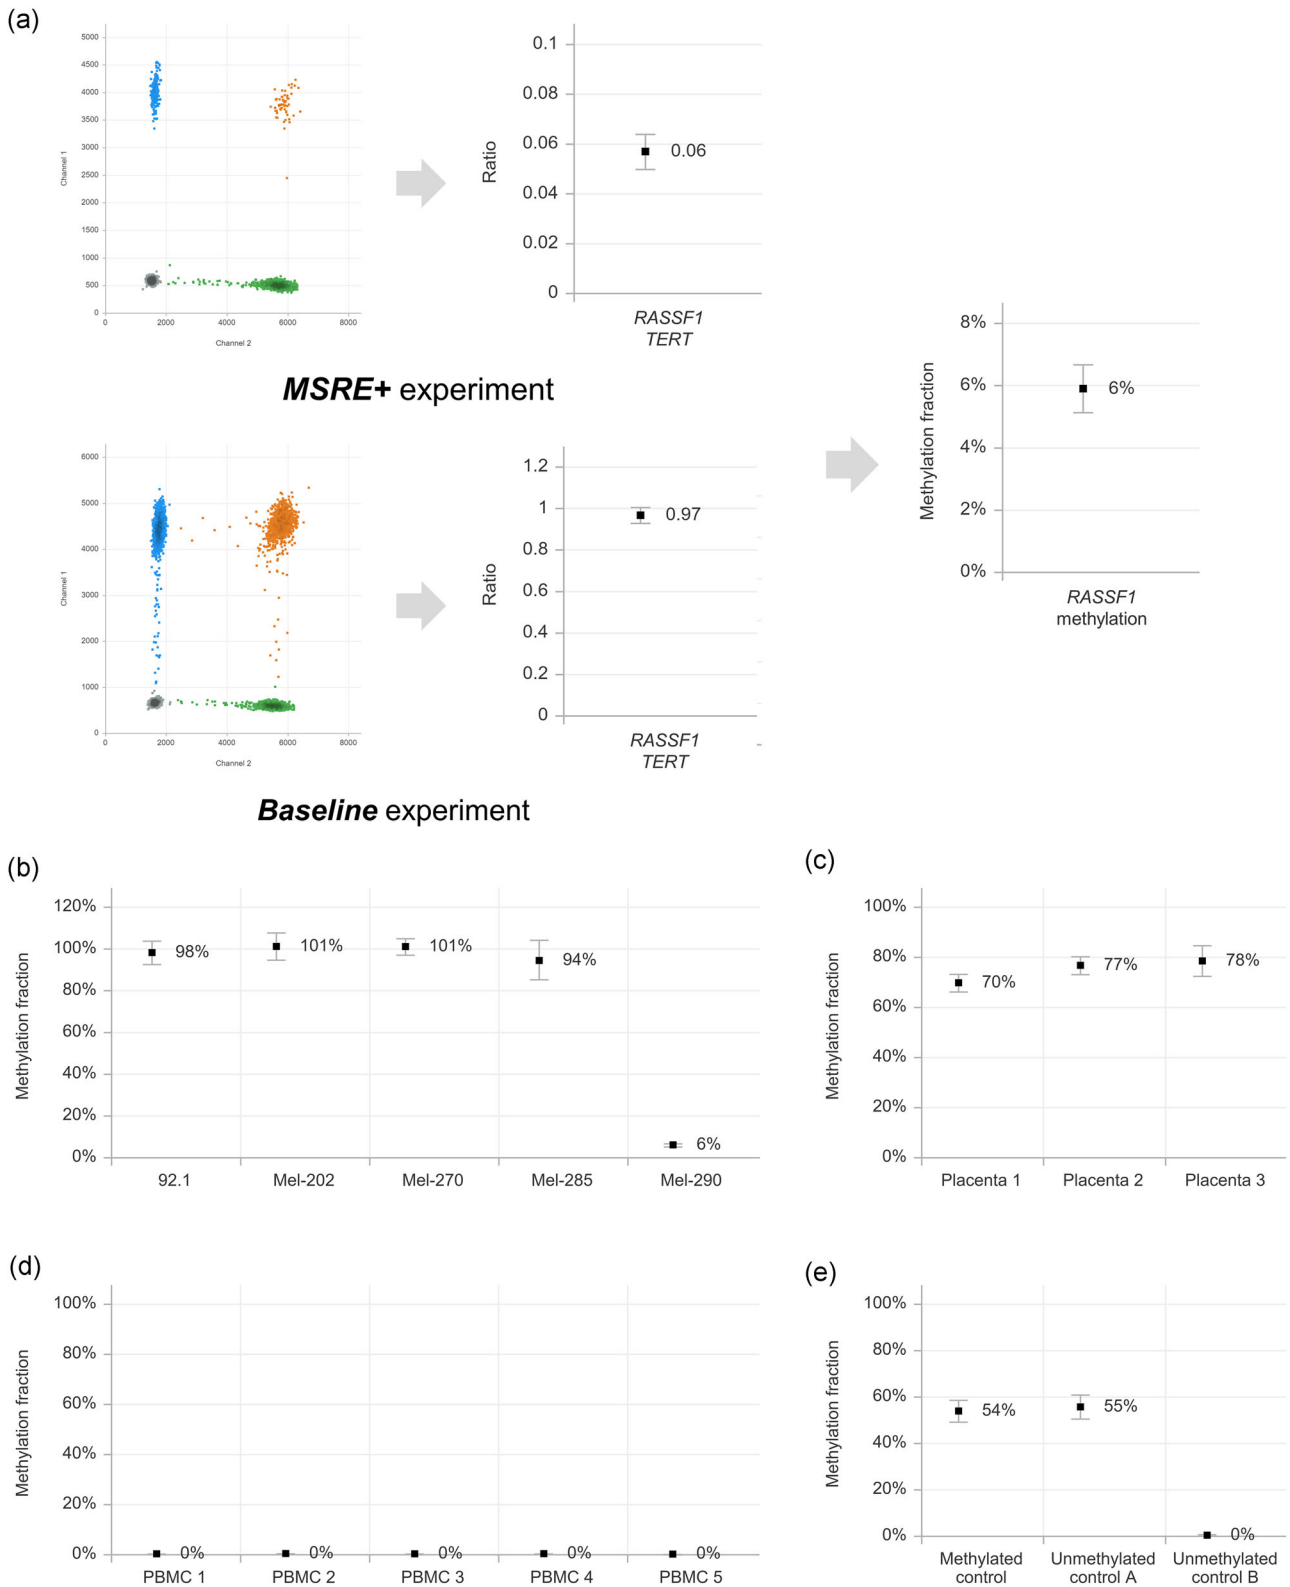 (a)
5000
4500
4000
3500
3000
2500
2000
1500
1000
500
0
Channel 1
0 2000 4000 6000 8000
Channel 2
0.1
0.08
0.06
0.04
0.02
0
Ratio
0.06
RASSF1
TERT
MSRE+ experiment
6000
5000
4000
3000
2000
1000
0
Channel 1
0 2000 4000 6000 8000
Channel 2
1.2
1
0.8
0.6
0.4
0.2
0
Ratio
0.97
RASSF1
TERT
Baseline experiment
8%
6%
4%
2%
0%
Methylation fraction
6%
RASSF1
methylation
(b)
120%
100%
80%
60%
40%
20%
0%
Methylation fraction
98% 101% 101% 94% 6%
92.1 Mel-202 Mel-270 Mel-285 Mel-290
(c)
100%
80%
60%
40%
20%
0%
Methylation fraction
70% 77% 78%
Placenta 1 Placenta 2 Placenta 3
(d)
100%
80%
60%
40%
20%
0%
Methylation fraction
0% 0% 0% 0% 0%
PBMC 1 PBMC 2 PBMC 3 PBMC 4 PBMC 5
(e)
100%
80%
60%
40%
20%
0%
Methylation fraction
54% 55% 0%
Methylated Unmethylated Unmethylated
control control A control B